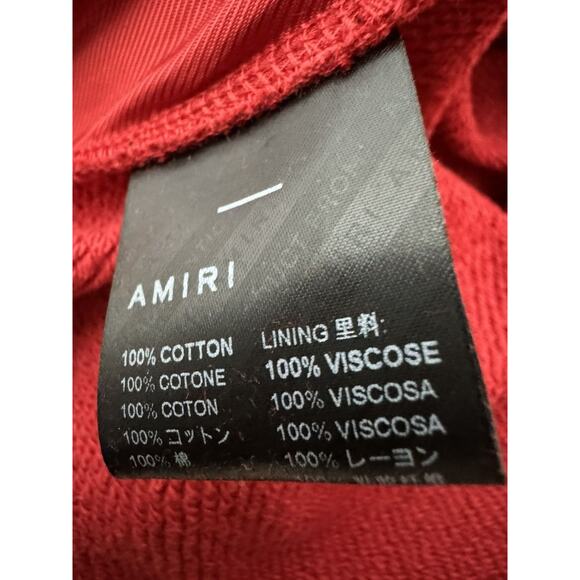 AMIRI
100% COTTON
100% COTONE
100% COTON
100% コットン
100% 棉
LINING 里料:
100% VISCOSE
100% VISCOSA
100% VISCOSA
100% レーヨン
100%